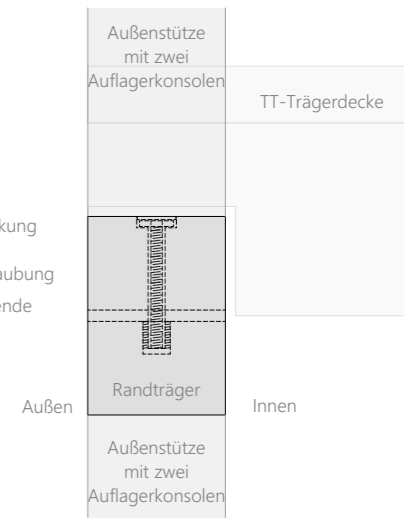 Außenstütze
mit zwei
Auflagerkonsolen
TT-Trägerdecke
Randträger
Außen
Innen
Außenstütze
mit zwei
Auflagerkonsolen